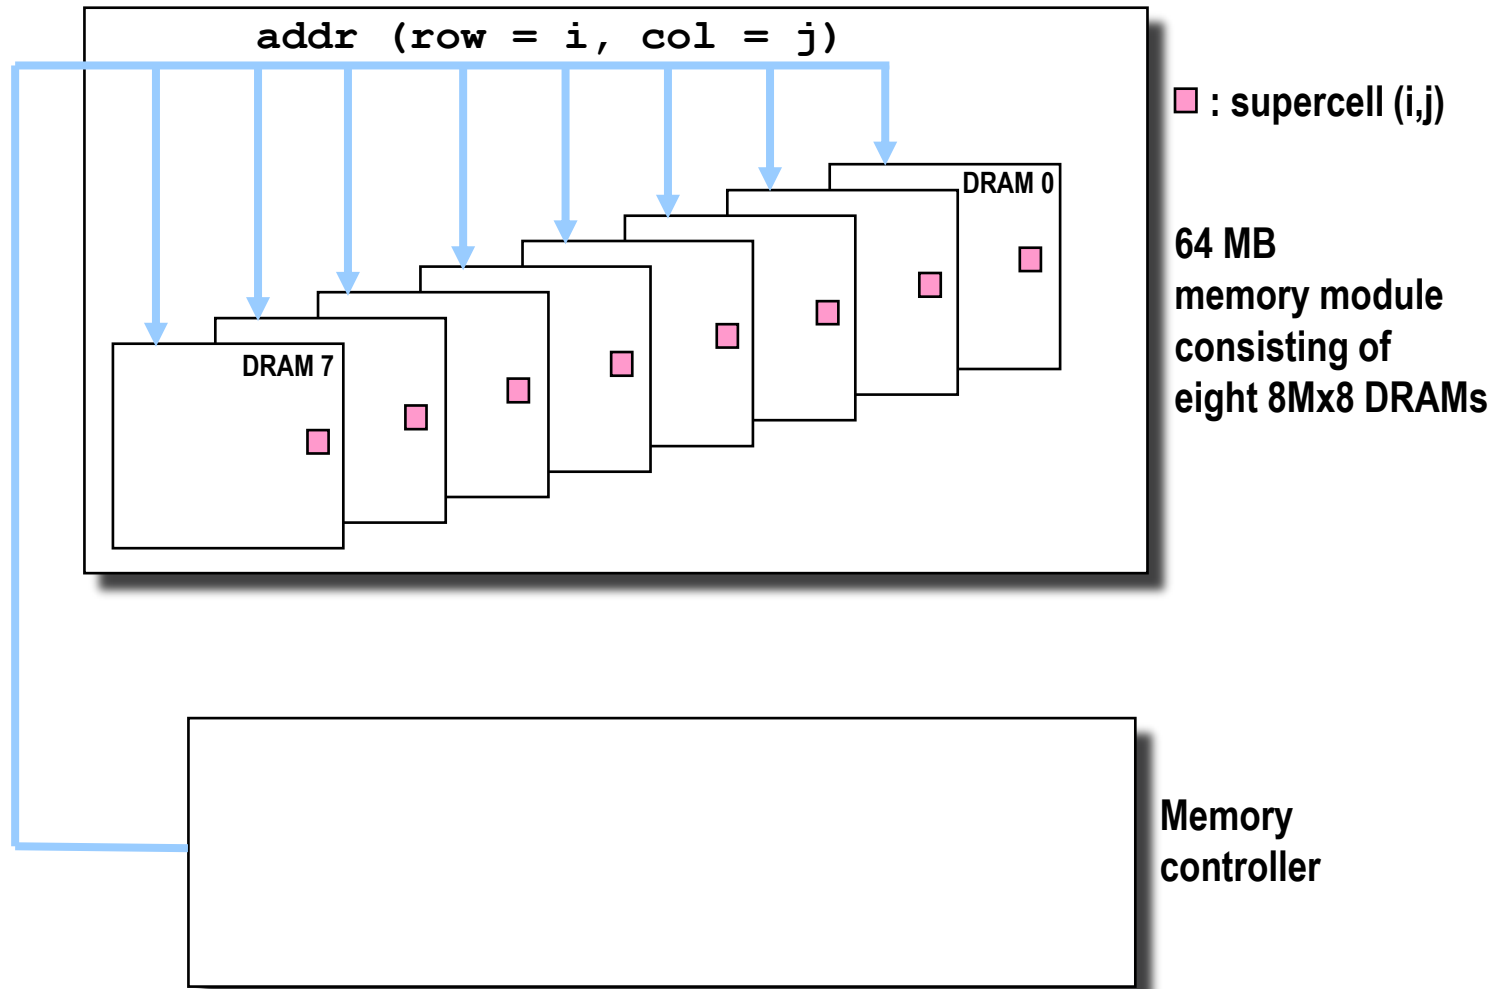 addr (row = i, col = j)
: supercell (i,j)
DRAM 0
64 MB
memory module
consisting of
eight 8Mx8 DRAMs
DRAM 7
Memory
controller